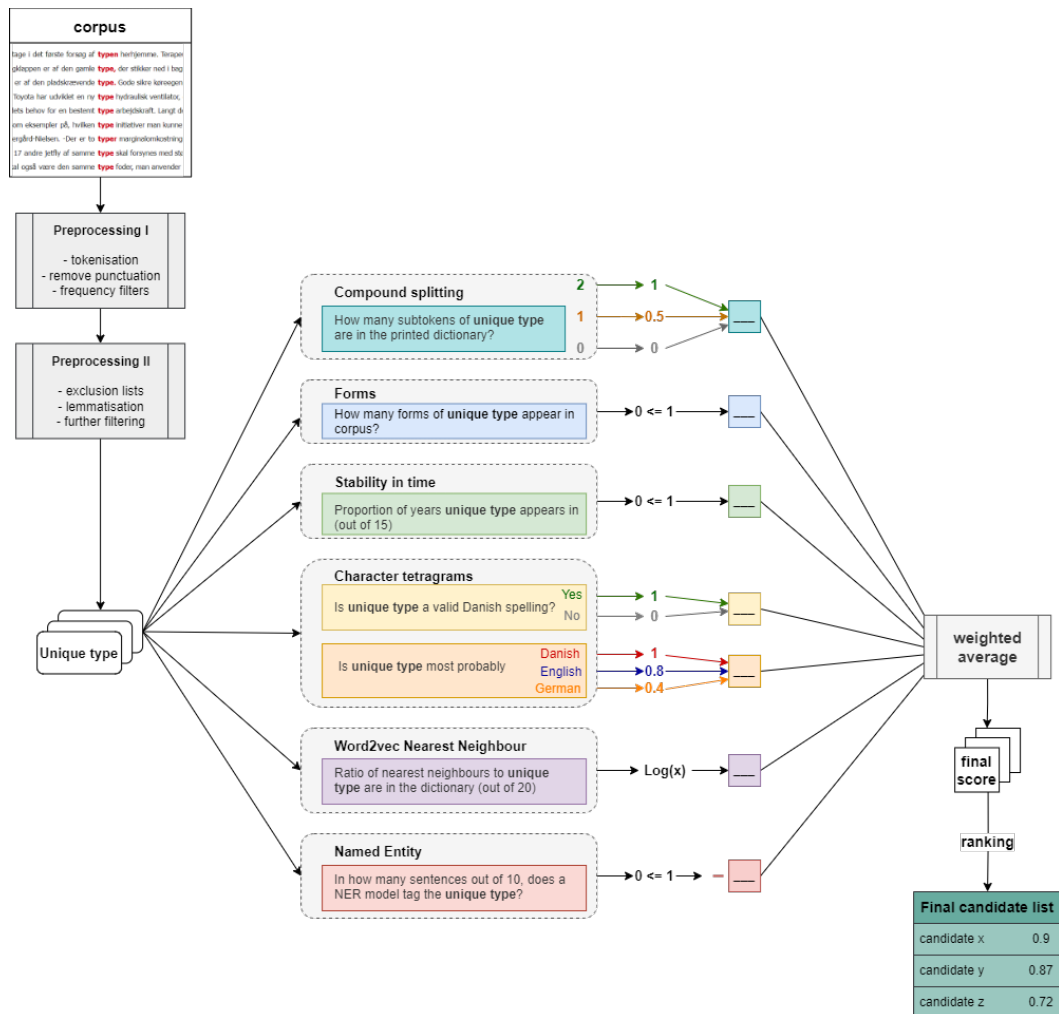 corpus
tage i det første forsøg af typen herhjemme. Terape
gklappen er af den gamle type, der stikker ned i bag
er af den pladskrævende type. Gode sikre køreegen
Toyota har udviklet en ny type hydraulisk ventilator,
lets behov for en bestemt type arbejdskraft. Langt d
om eksempler på, hvilken type initiativer man kunne
ergård-Nielsen. -Der er to typer marginalomkostning
17 andre jetfly af samme type skal forsynes med sto
al også være den samme type foder, man anvender
Preprocessing I
- tokenisation
- remove punctuation
- frequency filters
Preprocessing II
- exclusion lists
- lemmatisation
- further filtering
Unique type
Compound splitting
How many subtokens of unique type
are in the printed dictionary?
2 1
1 0.5
0 0
___
Forms
How many forms of unique type appear in
corpus?
0 <= 1
___
Stability in time
Proportion of years unique type appears in
(out of 15)
0 <= 1
___
Character tetragrams
Is unique type a valid Danish spelling?
Yes 1
No 0
___
Is unique type most probably
Danish 1
English 0.8
German 0.4
___
Word2vec Nearest Neighbour
Ratio of nearest neighbours to unique
type are in the dictionary (out of 20)
Log(x)
___
Named Entity
In how many sentences out of 10, does a
NER model tag the unique type?
0 <= 1
– ___
weighted
average
final
score
ranking
Final candidate list
candidate x 0.9
candidate y 0.87
candidate z 0.72